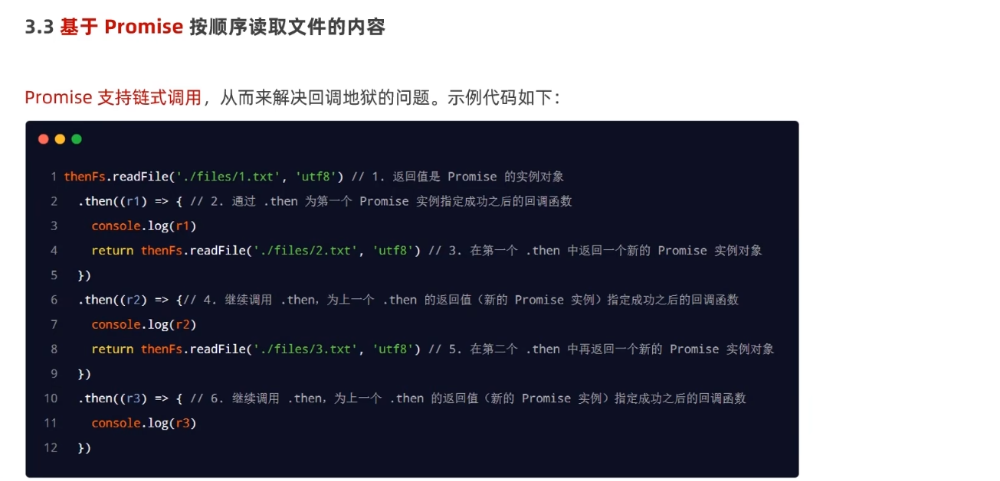 3.3 基于 Promise 按顺序读取文件的内容
Promise 支持链式调用，从而来解决回调地狱的问题。示例代码如下：
1 thenFs.readFile('./files/1.txt', 'utf8') // 1. 返回值是 Promise 的实例对象
2 .then((r1) => { // 2. 通过 .then 为第一个 Promise 实例指定成功之后的回调函数
3 console.log(r1)
4 return thenFs.readFile('./files/2.txt', 'utf8') // 3. 在第一个 .then 中返回一个新的 Promise 实例对象
5 })
6 .then((r2) => {// 4. 继续调用 .then，为上一个 .then 的返回值（新的 Promise 实例）指定成功之后的回调函数
7 console.log(r2)
8 return thenFs.readFile('./files/3.txt', 'utf8') // 5. 在第二个 .then 中再返回一个新的 Promise 实例对象
9 })
10 .then((r3) => { // 6. 继续调用 .then，为上一个 .then 的返回值（新的 Promise 实例）指定成功之后的回调函数
11 console.log(r3)
12 })